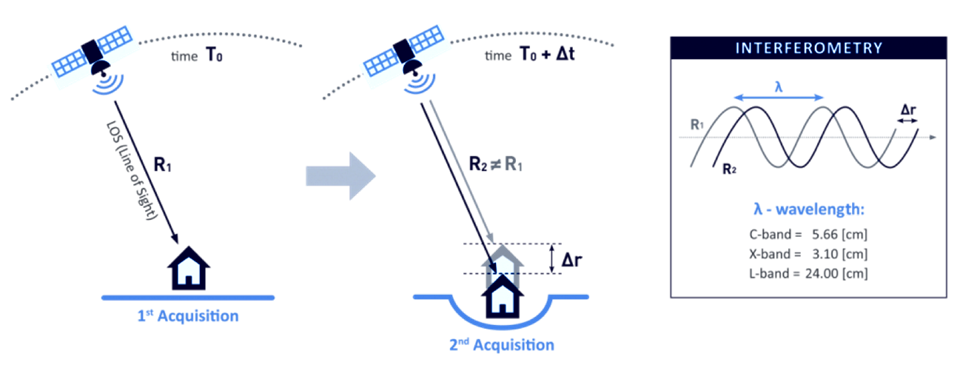 time T₀
LOS (Line of Sight)
R₁
1st Acquisition
time T₀ + Δt
R₂ ≠ R₁
Δr
2nd Acquisition
INTERFEROMETRY
λ
Δr
R₁
R₂
λ - wavelength:
C-band = 5.66 [cm]
X-band = 3.10 [cm]
L-band = 24.00 [cm]